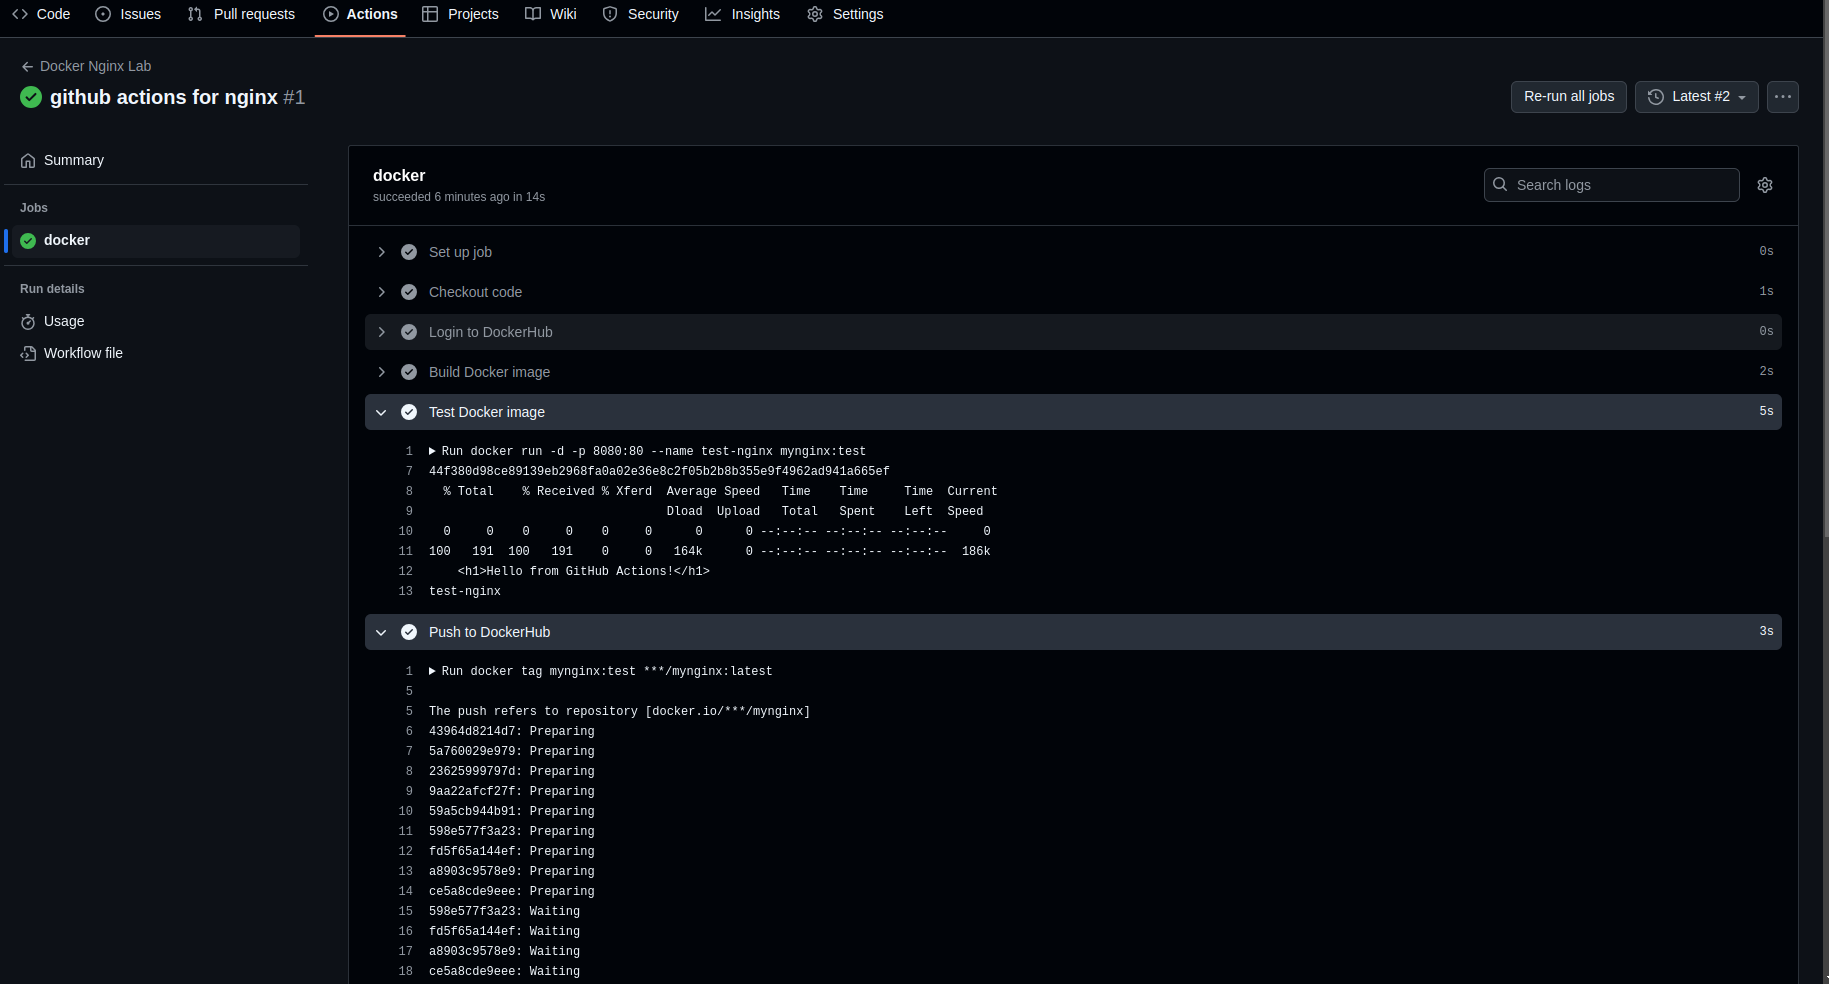 Code Issues Pull requests Actions Projects Wiki Security Insights Settings
Docker Nginx Lab
github actions for nginx #1
Re-run all jobs Latest #2
Summary
Jobs
docker
Run details
Usage
Workflow file
docker
succeeded 6 minutes ago in 14s
Search logs
Set up job 0s
Checkout code 1s
Login to DockerHub 0s
Build Docker image 2s
Test Docker image 5s
1 Run docker run -d -p 8080:80 --name test-nginx mynginx:test
7 44f380d98ce89139eb2968fa0a02e36e8c2f05b2b8b355e9f4962ad941a665ef
8   % Total    % Received % Xferd  Average Speed   Time    Time     Time  Current
9                                  Dload  Upload   Total   Spent    Left  Speed
10   0     0    0     0    0     0      0      0 --:--:-- --:--:-- --:--:--     0
11 100   191  100   191    0     0   164k      0 --:--:-- --:--:-- --:--:--  186k
12     <h1>Hello from GitHub Actions!</h1>
13 test-nginx
Push to DockerHub 3s
1 Run docker tag mynginx:test ***/mynginx:latest
5
5 The push refers to repository [docker.io/***/mynginx]
6 43964d8214d7: Preparing
7 5a760029e979: Preparing
8 23625999797d: Preparing
9 9aa22afcf27f: Preparing
10 59a5cb944b91: Preparing
11 598e577f3a23: Preparing
12 fd5f65a144ef: Preparing
13 a8903c9578e9: Preparing
14 ce5a8cde9eee: Preparing
15 598e577f3a23: Waiting
16 fd5f65a144ef: Waiting
17 a8903c9578e9: Waiting
18 ce5a8cde9eee: Waiting